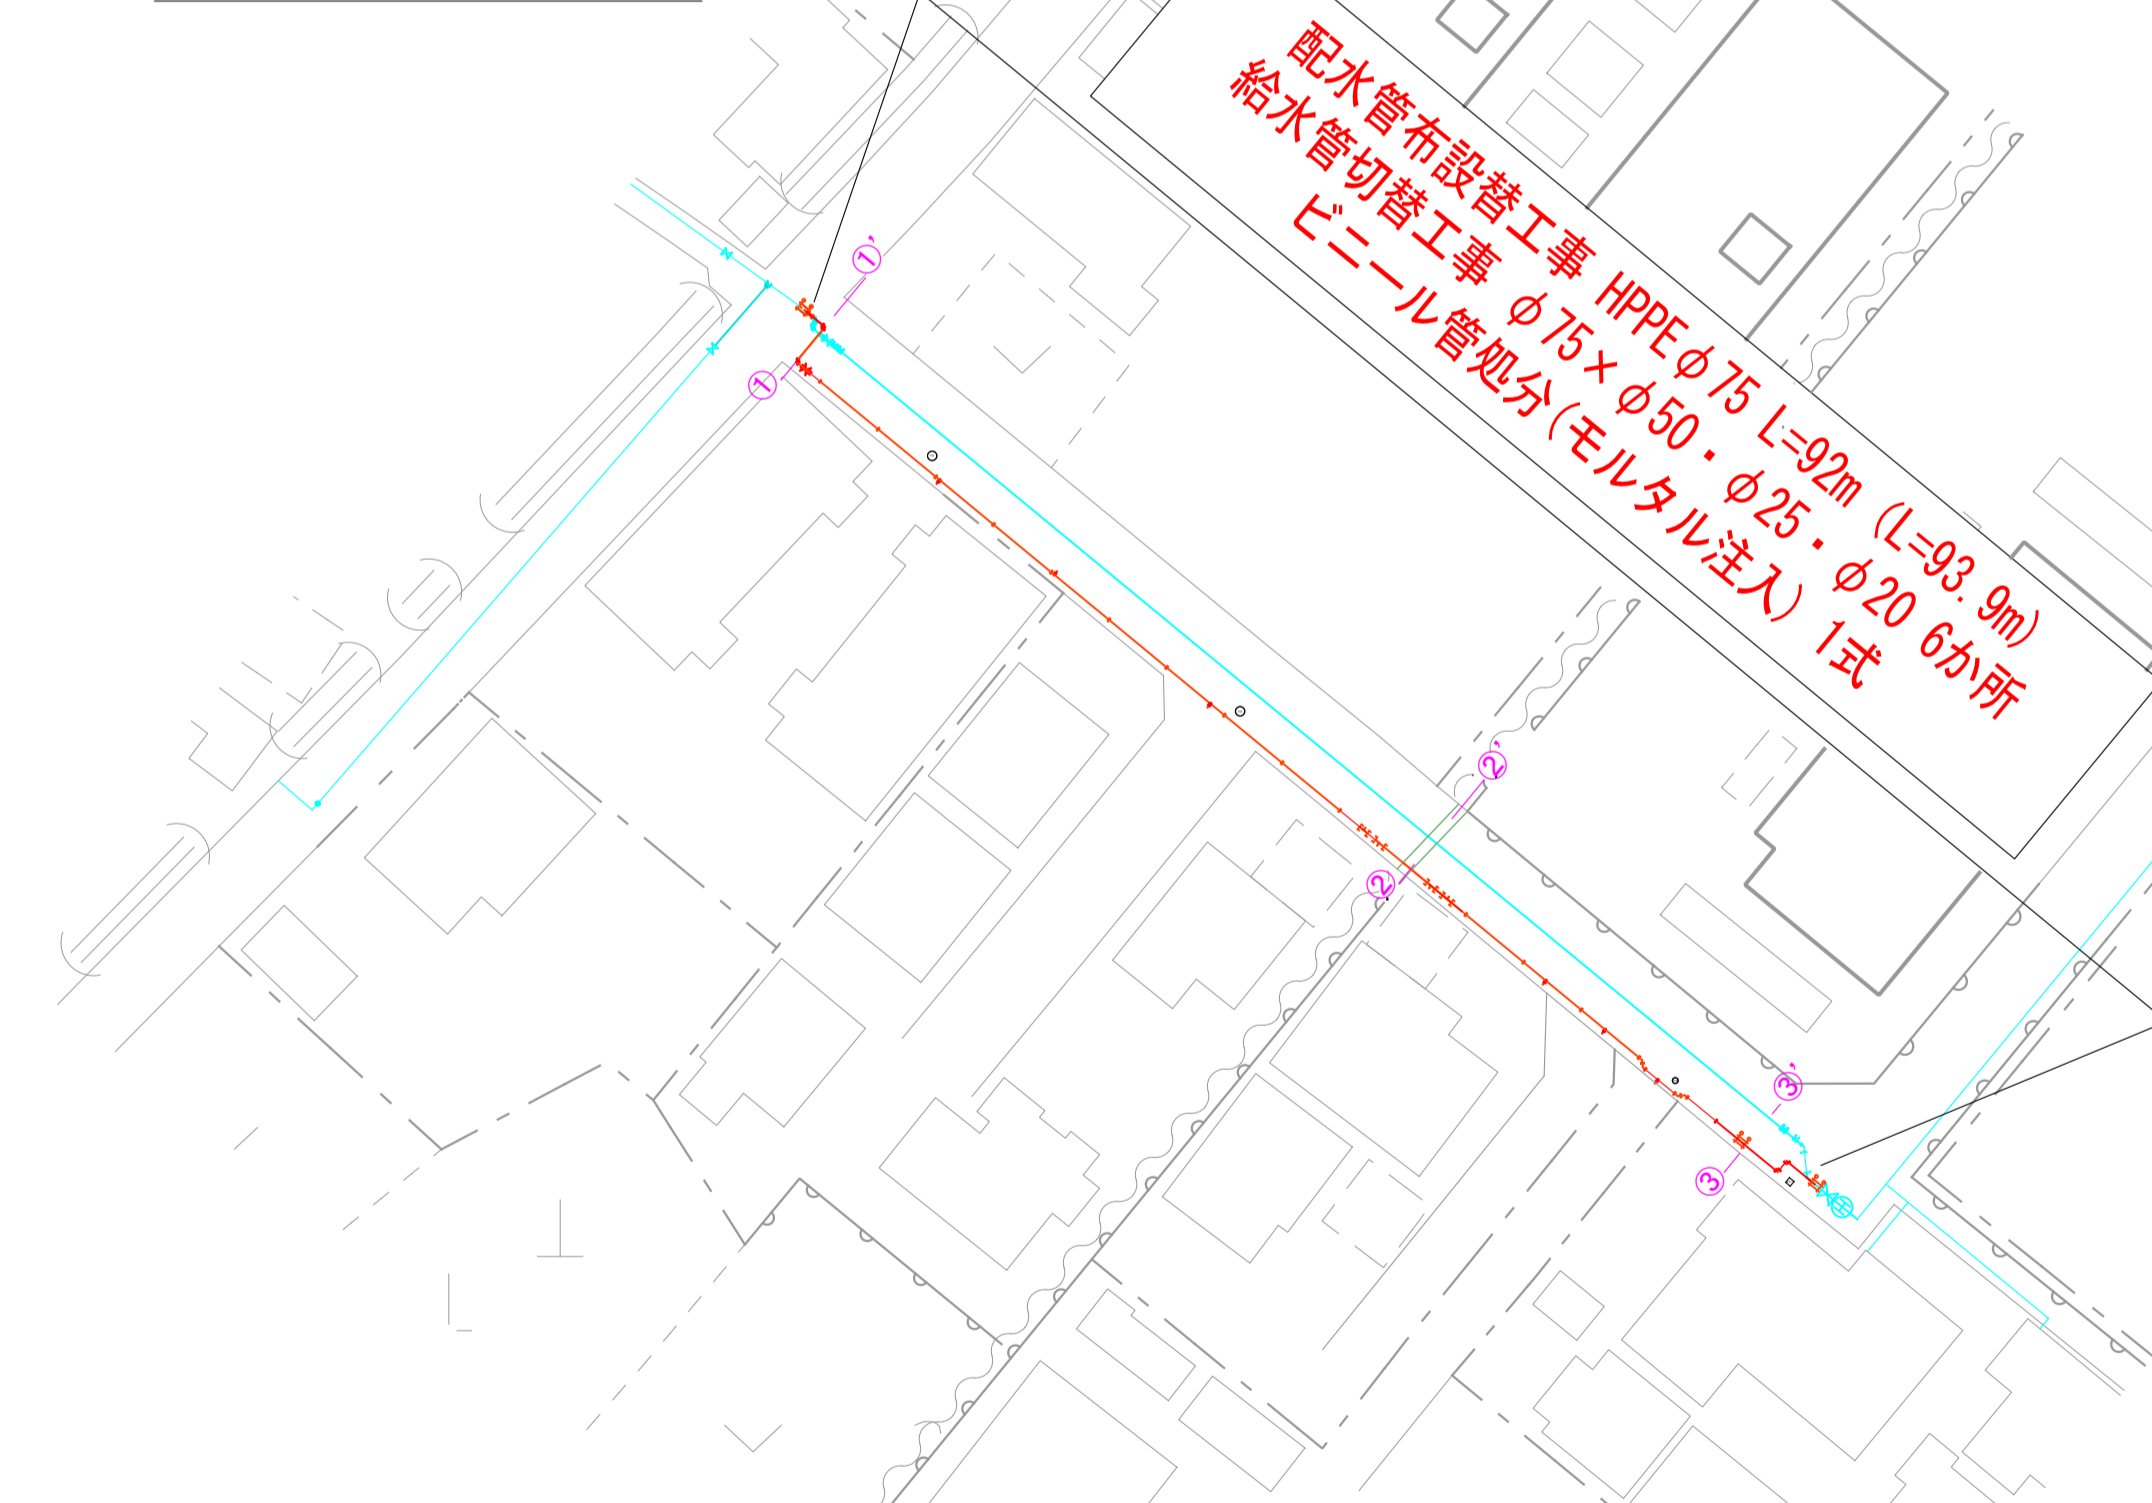 配水管布設替工事 HPPEφ75 L=92m (L=93.9m)
給水管切替工事 φ75×φ50・φ25・φ20 6か所
ビニール管処分(モルタル注入) 1式
①'
①
②'
②
③'
③